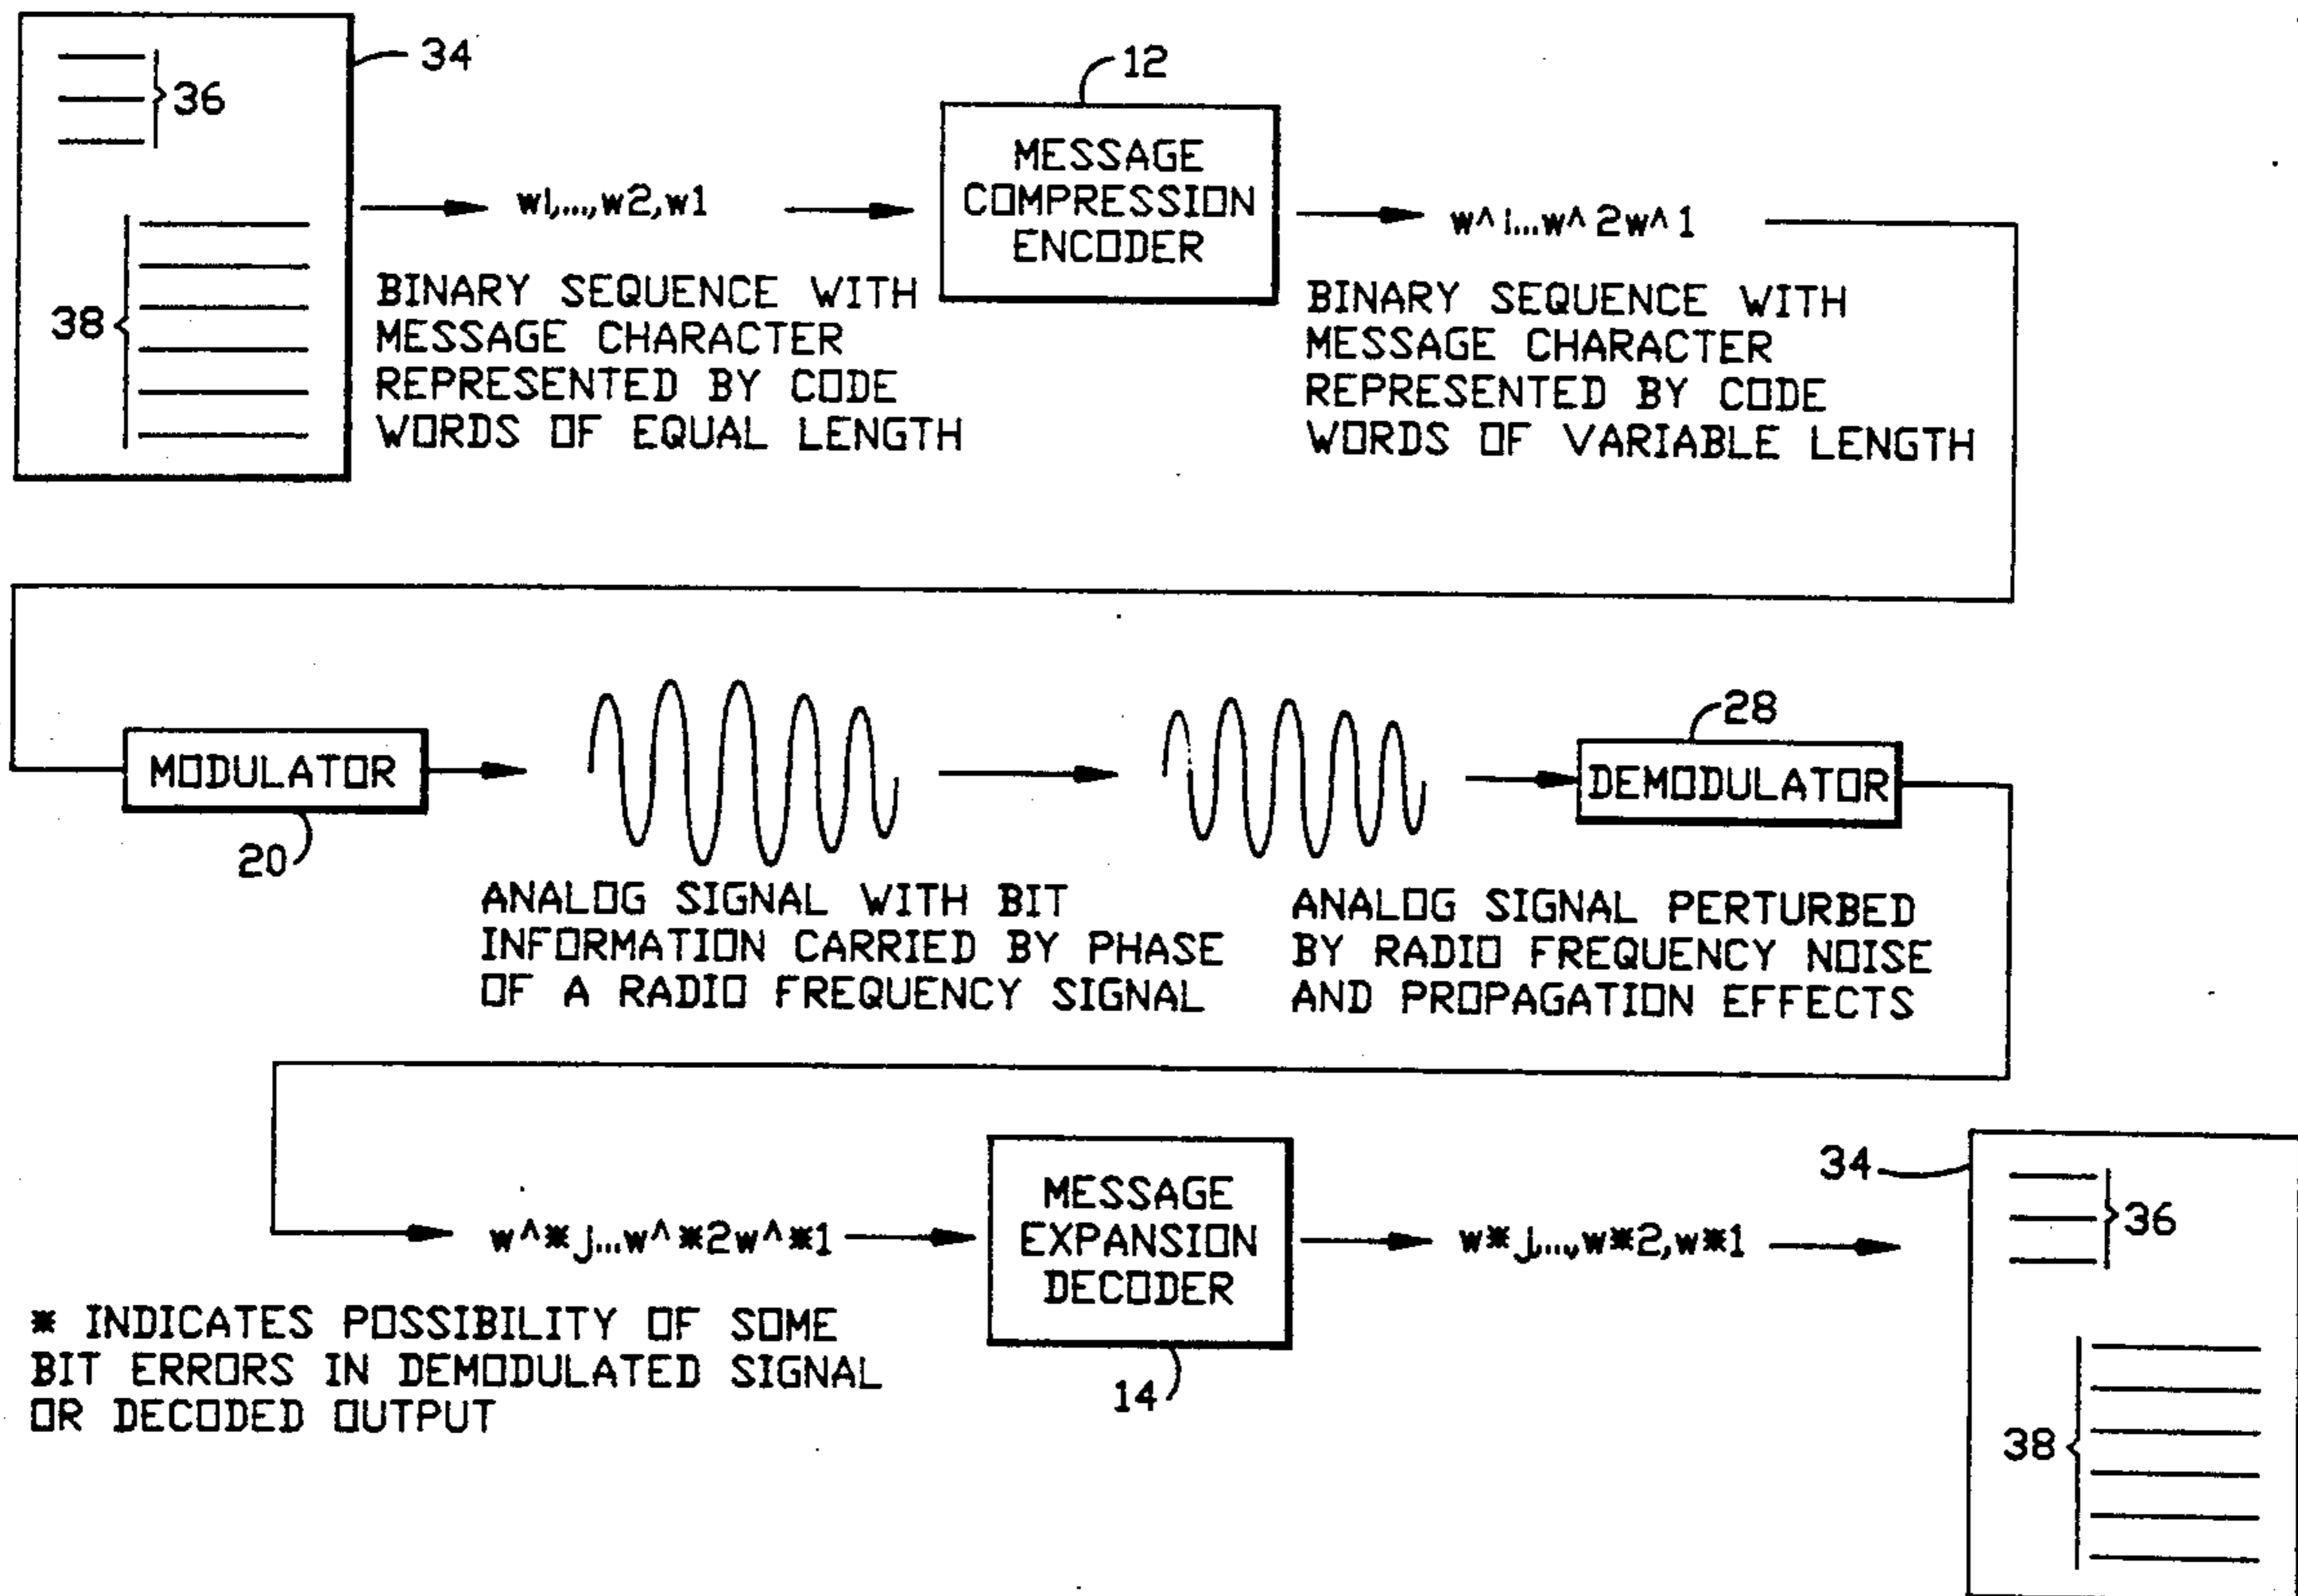 34
36
38
wi,...,w2,w1
BINARY SEQUENCE WITH
MESSAGE CHARACTER
REPRESENTED BY CODE
WORDS OF EQUAL LENGTH
12
MESSAGE
COMPRESSION
ENCODER
w^i...w^2w^1
BINARY SEQUENCE WITH
MESSAGE CHARACTER
REPRESENTED BY CODE
WORDS OF VARIABLE LENGTH
MODULATOR
20
ANALOG SIGNAL WITH BIT
INFORMATION CARRIED BY PHASE
OF A RADIO FREQUENCY SIGNAL
ANALOG SIGNAL PERTURBED
BY RADIO FREQUENCY NOISE
AND PROPAGATION EFFECTS
28
DEMODULATOR
w^*j...w^*2w^*1
* INDICATES POSSIBILITY OF SOME
BIT ERRORS IN DEMODULATED SIGNAL
OR DECODED OUTPUT
MESSAGE
EXPANSION
DECODER
14
w*j,...,w*2,w*1
34
36
38